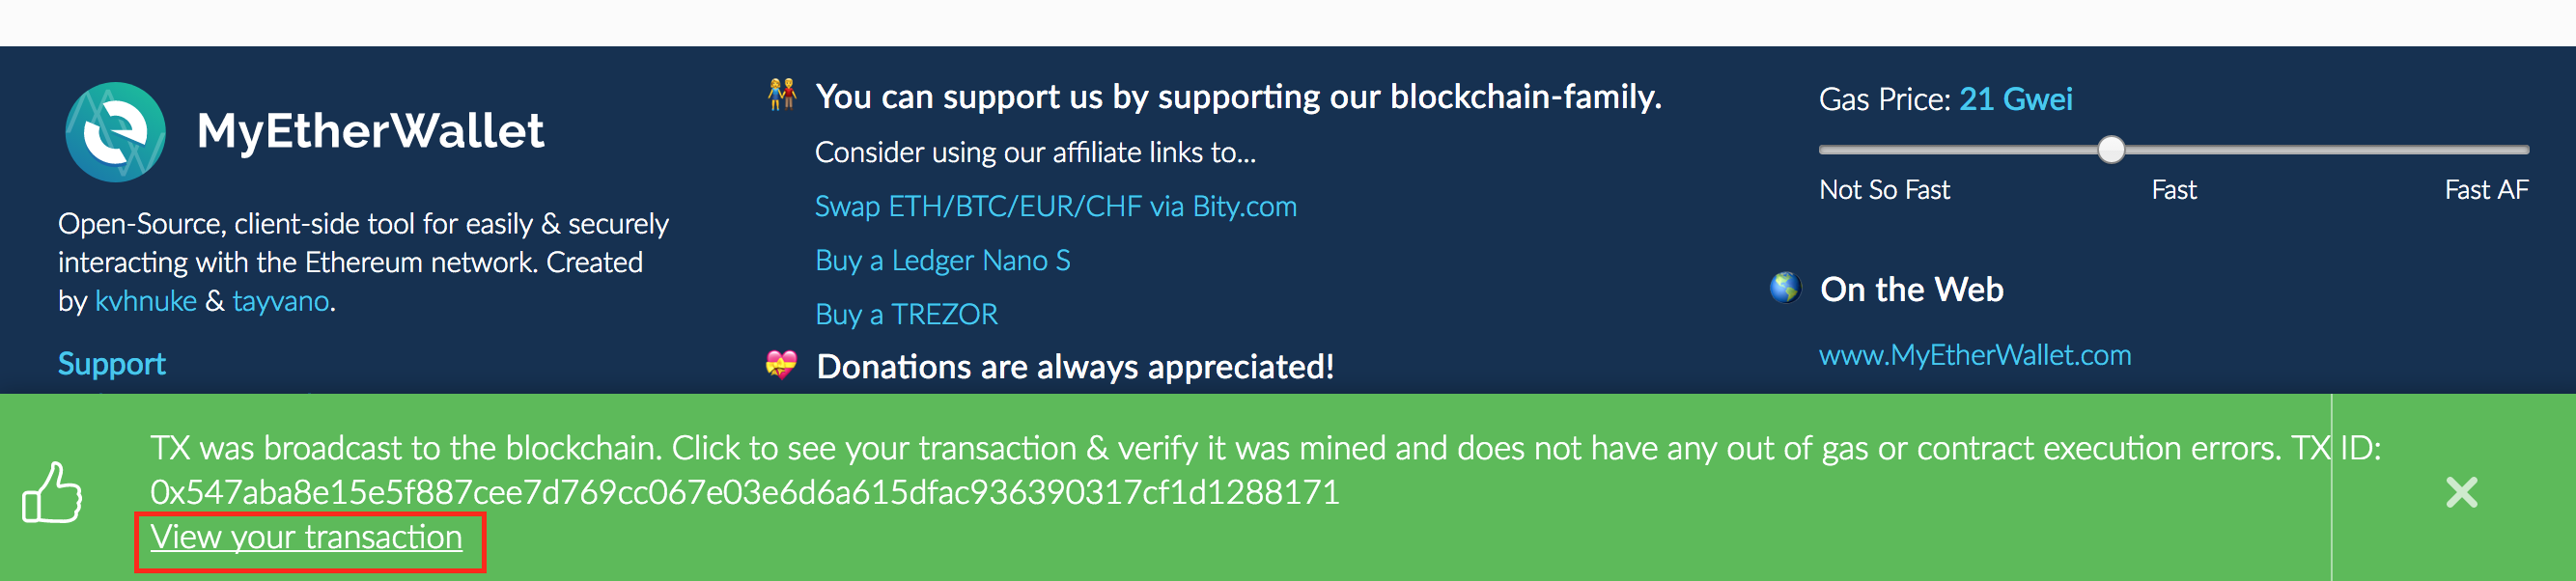 MyEtherWallet
Open-Source, client-side tool for easily & securely
interacting with the Ethereum network. Created
by kvhnuke & tayvano.
Support
You can support us by supporting our blockchain-family.
Consider using our affiliate links to...
Swap ETH/BTC/EUR/CHF via Bity.com
Buy a Ledger Nano S
Buy a TREZOR
Donations are always appreciated!
Gas Price: 21 Gwei
Not So Fast Fast Fast AF
On the Web
www.MyEtherWallet.com
TX was broadcast to the blockchain. Click to see your transaction & verify it was mined and does not have any out of gas or contract execution errors. TX ID:
0x547aba8e15e5f887cee7d769cc067e03e6d6a615dfac936390317cf1d1288171
View your transaction